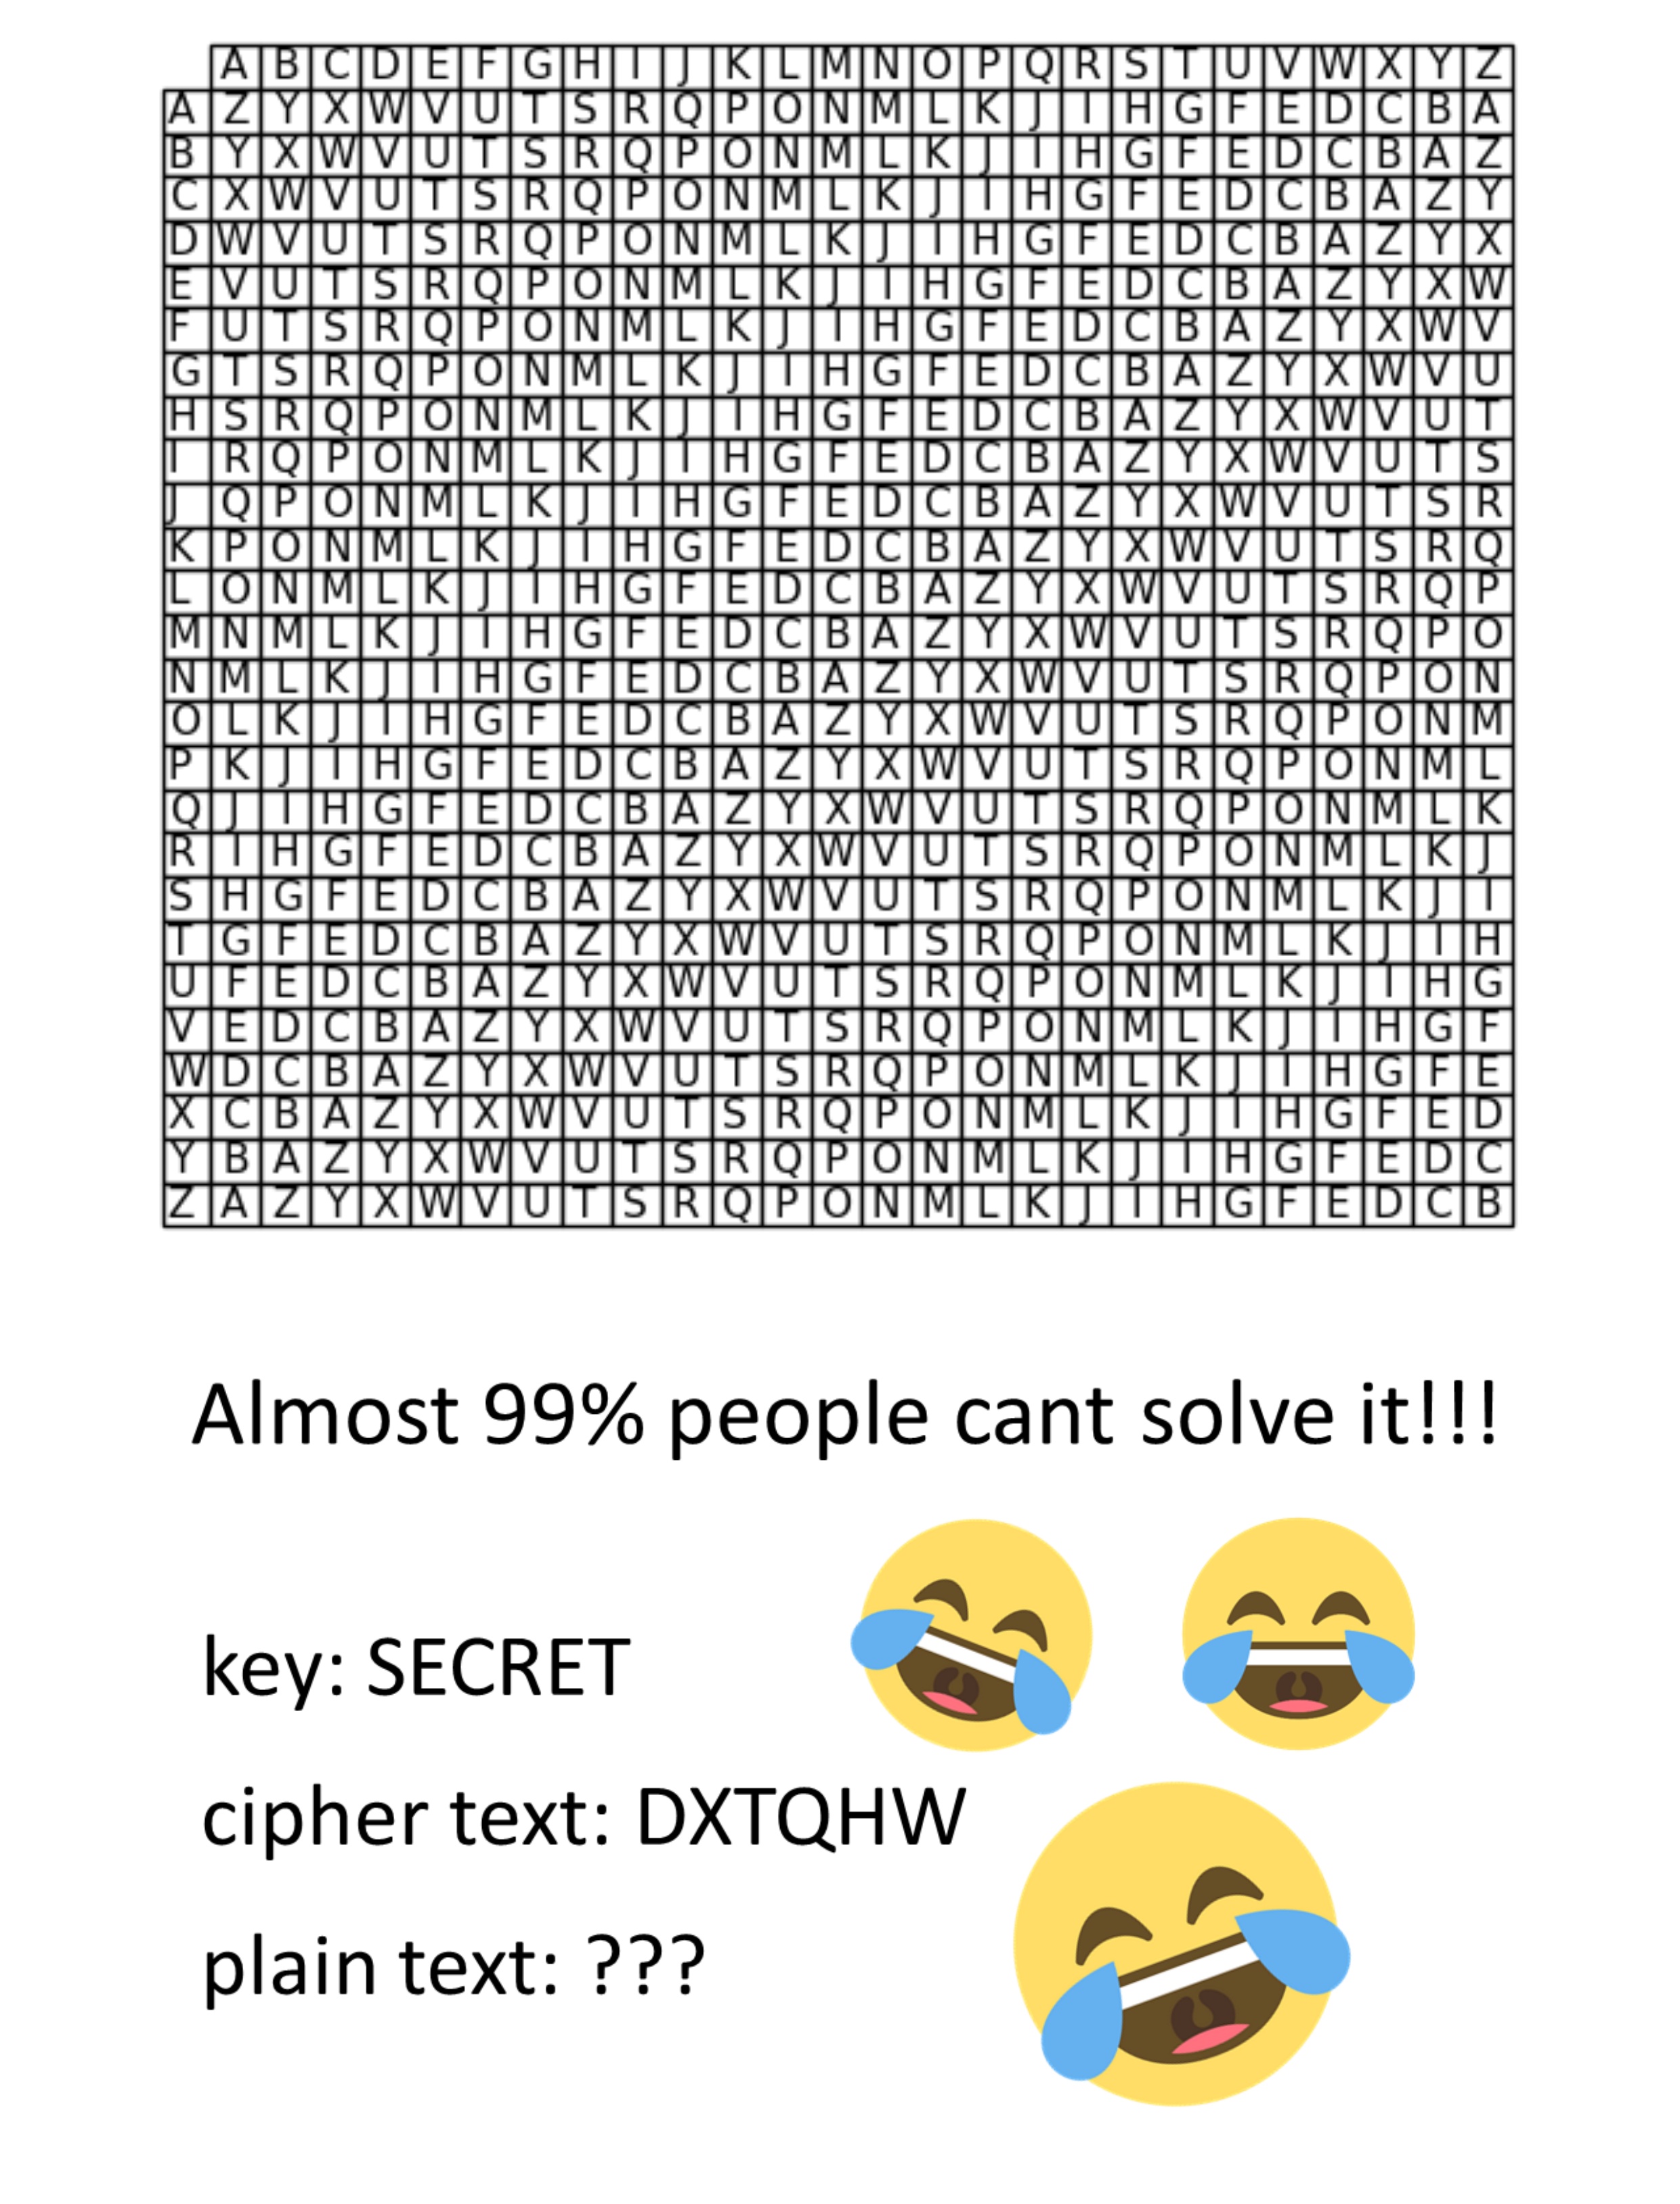 A B C D E F G H I J K L M N O P Q R S T U V W X Y Z
A Z Y X W V U T S R Q P O N M L K J I H G F E D C B A
B Y X W V U T S R Q P O N M L K J I H G F E D C B A Z
C X W V U T S R Q P O N M L K J I H G F E D C B A Z Y
D W V U T S R Q P O N M L K J I H G F E D C B A Z Y X
E V U T S R Q P O N M L K J I H G F E D C B A Z Y X W
F U T S R Q P O N M L K J I H G F E D C B A Z Y X W V
G T S R Q P O N M L K J I H G F E D C B A Z Y X W V U
H S R Q P O N M L K J I H G F E D C B A Z Y X W V U T
I R Q P O N M L K J I H G F E D C B A Z Y X W V U T S
J Q P O N M L K J I H G F E D C B A Z Y X W V U T S R
K P O N M L K J I H G F E D C B A Z Y X W V U T S R Q
L O N M L K J I H G F E D C B A Z Y X W V U T S R Q P
M N M L K J I H G F E D C B A Z Y X W V U T S R Q P O
N M L K J I H G F E D C B A Z Y X W V U T S R Q P O N
O L K J I H G F E D C B A Z Y X W V U T S R Q P O N M
P K J I H G F E D C B A Z Y X W V U T S R Q P O N M L
Q J I H G F E D C B A Z Y X W V U T S R Q P O N M L K
R I H G F E D C B A Z Y X W V U T S R Q P O N M L K J
S H G F E D C B A Z Y X W V U T S R Q P O N M L K J I
T G F E D C B A Z Y X W V U T S R Q P O N M L K J I H
U F E D C B A Z Y X W V U T S R Q P O N M L K J I H G
V E D C B A Z Y X W V U T S R Q P O N M L K J I H G F
W D C B A Z Y X W V U T S R Q P O N M L K J I H G F E
X C B A Z Y X W V U T S R Q P O N M L K J I H G F E D
Y B A Z Y X W V U T S R Q P O N M L K J I H G F E D C
Z A Z Y X W V U T S R Q P O N M L K J I H G F E D C B
Almost 99% people cant solve it!!!
key: SECRET
cipher text: DXTQHW
plain text: ???